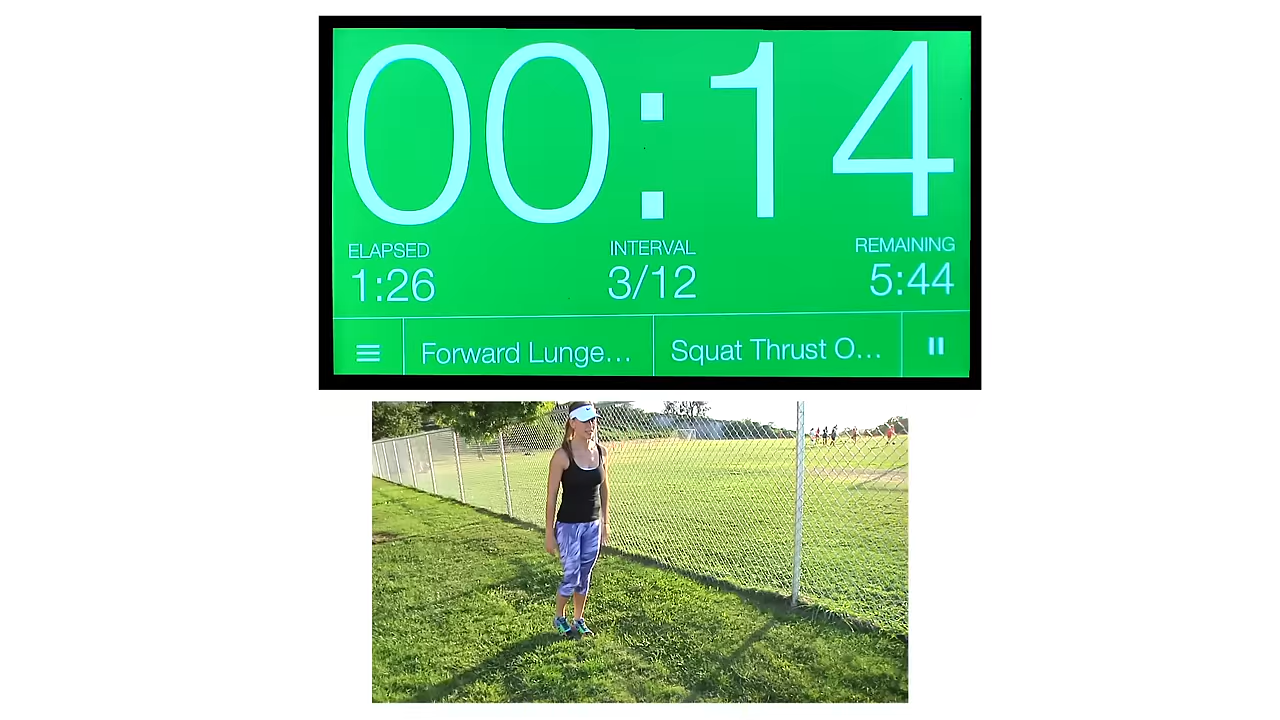 00:14
ELAPSED INTERVAL REMAINING
1:26 3/12 5:44
Forward Lunge... Squat Thrust O...